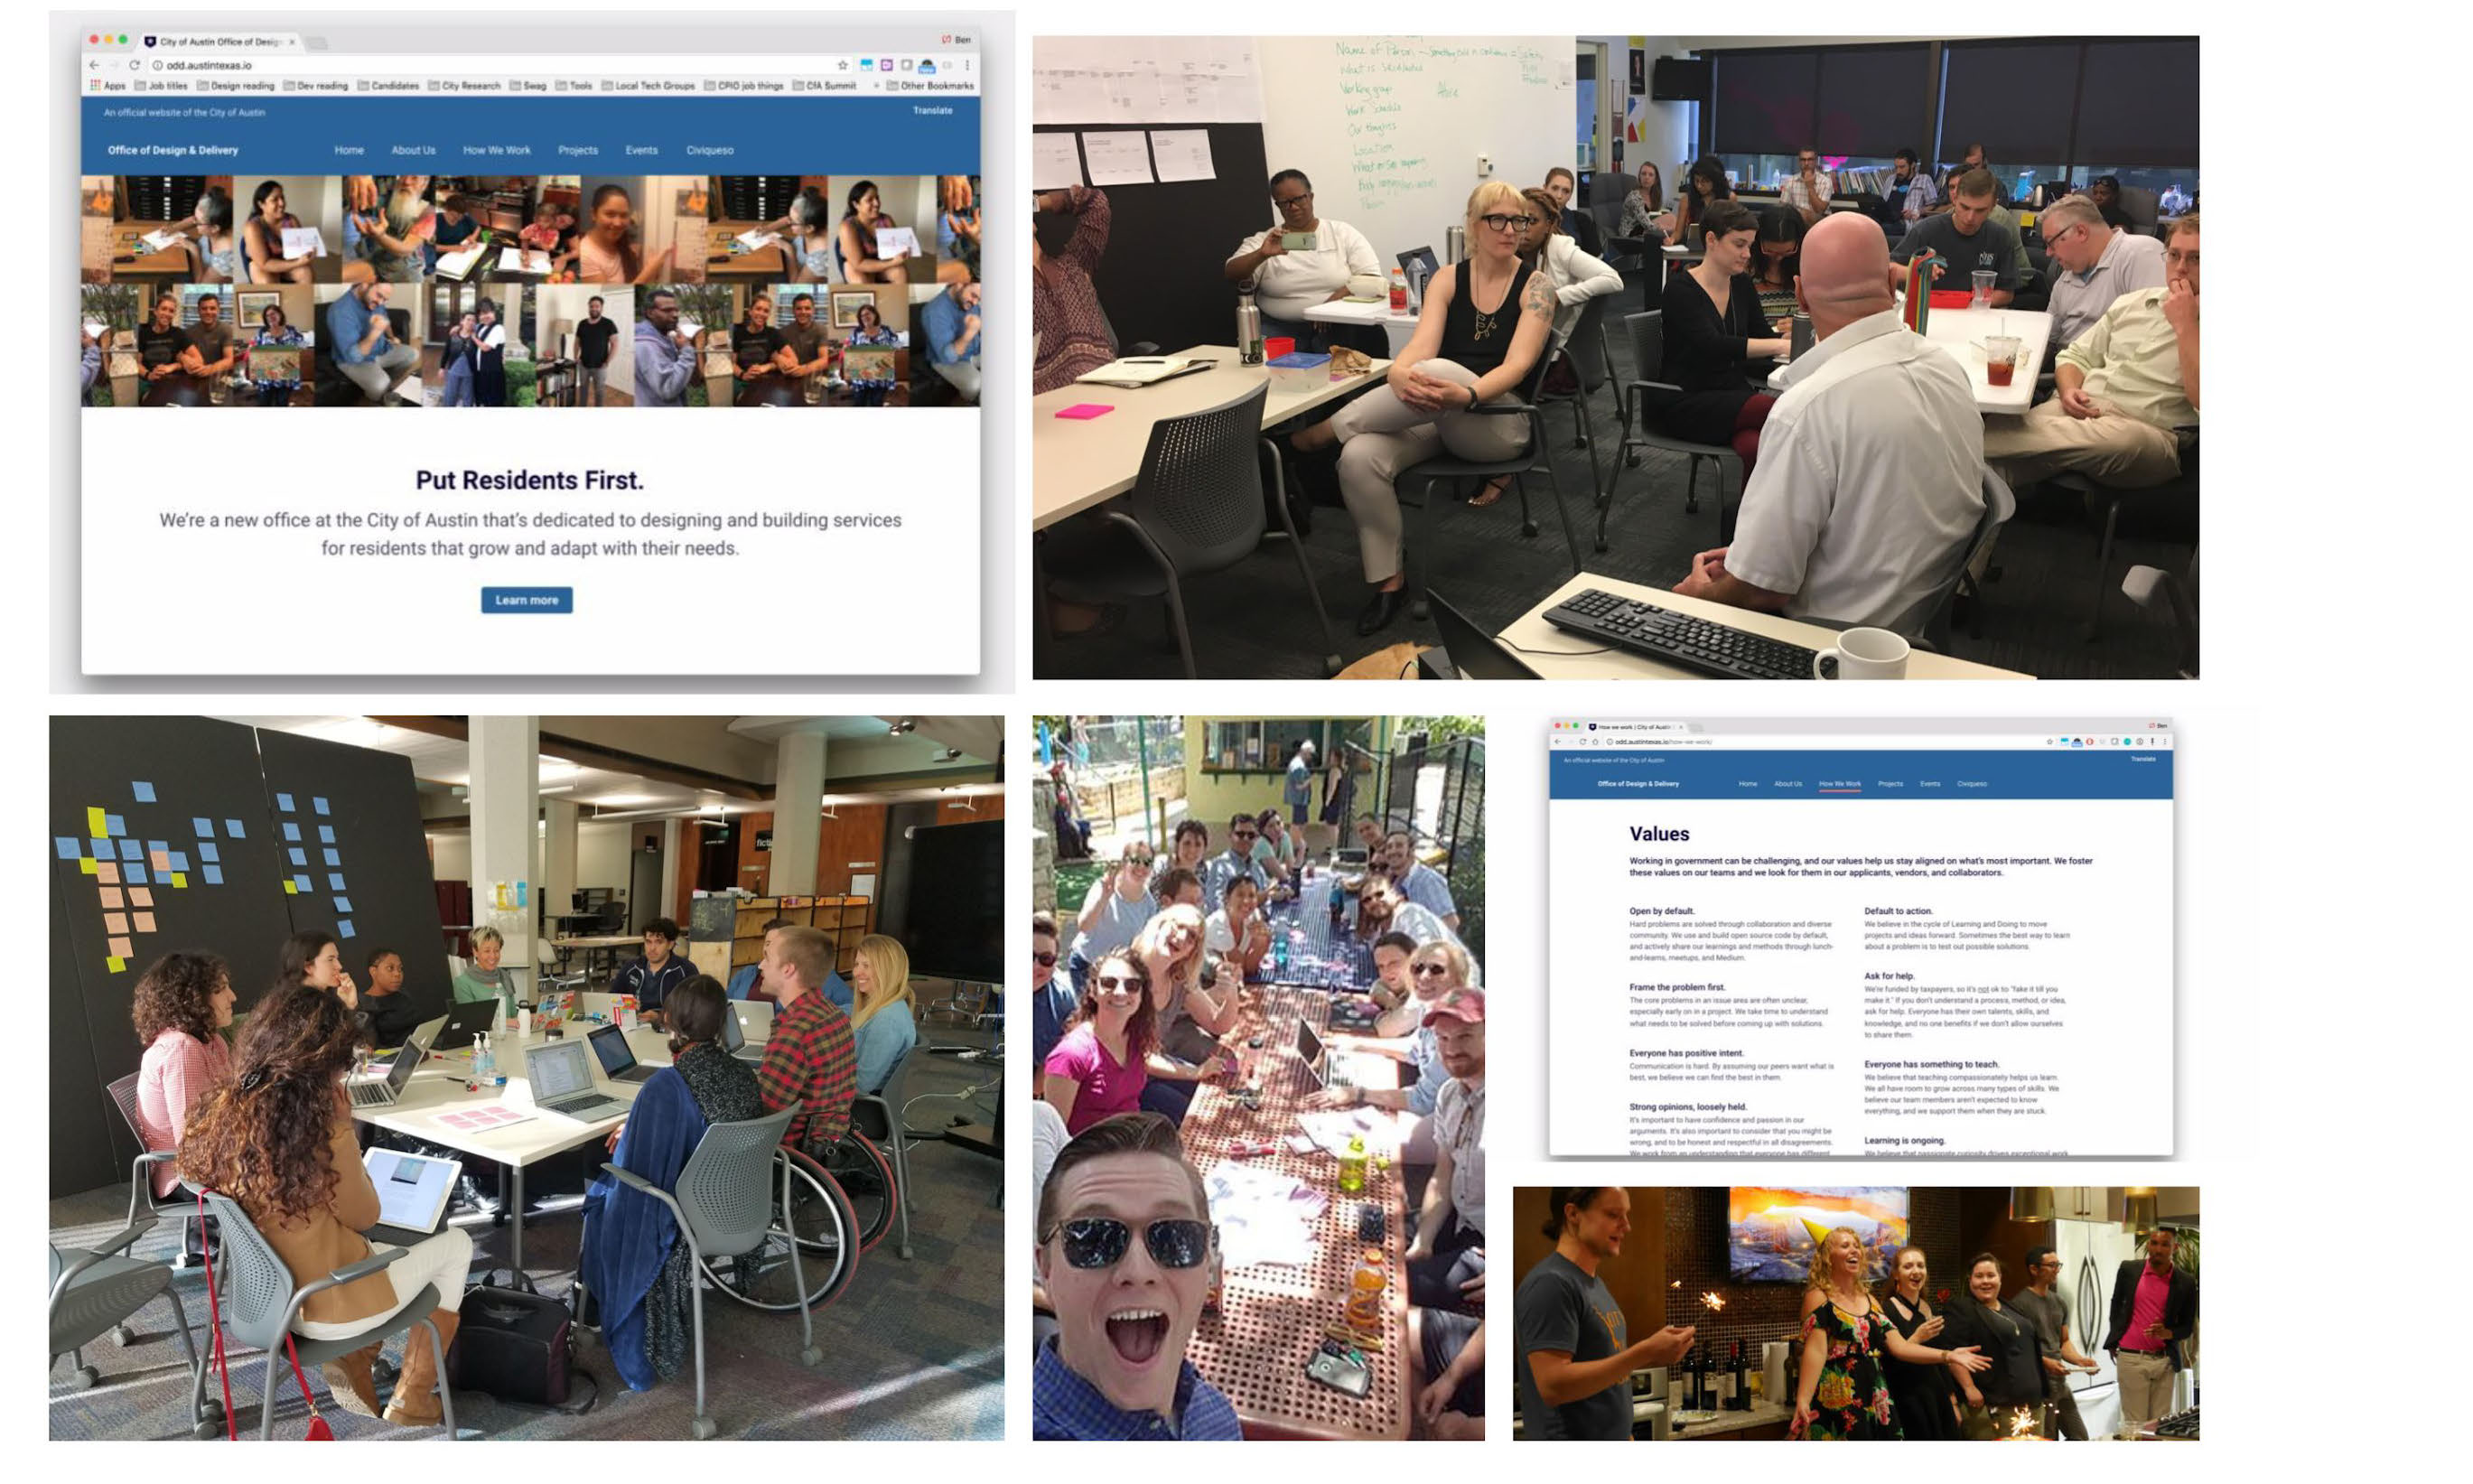 City of Austin Office of Design
Ben
odd.austintexas.io
Apps Job titles Design reading Dev reading Candidates City Research Swag Tools Local Tech Groups CPIO job things CfA Summit » Other Bookmarks
An official website of the City of Austin
Translate
Office of Design & Delivery
Home About Us How We Work Projects Events Civiqueso
Put Residents First.
We're a new office at the City of Austin that's dedicated to designing and building services
for residents that grow and adapt with their needs.
Learn more
Name of Person
What is
Working group
Work Schedule
Our thoughts
Location
How we work | City of Austin
Ben
odd.austintexas.io/how-we-work/
An official website of the City of Austin
Translate
Office of Design & Delivery
Home About Us How We Work Projects Events Civiqueso
Values
Working in government can be challenging, and our values help us stay aligned on what's most important. We foster
these values on our teams and we look for them in our applicants, vendors, and collaborators.
Open by default.
Hard problems are solved through collaboration and diverse
community. We use and build open source code by default,
and actively share our learnings and methods through lunch-
and-learns, meetups, and Medium.
Frame the problem first.
The core problems in an issue area are often unclear,
especially early on in a project. We take time to understand
what needs to be solved before coming up with solutions.
Everyone has positive intent.
Communication is hard. By assuming our peers want what is
best, we believe we can find the best in them.
Strong opinions, loosely held.
It's important to have confidence and passion in our
arguments. It's also important to consider that you might be
wrong, and to be honest and respectful in all disagreements.
We work from an understanding that everyone has different
Default to action.
We believe in the cycle of Learning and Doing to move
projects and ideas forward. Sometimes the best way to learn
about a problem is to test out possible solutions.
Ask for help.
We're funded by taxpayers, so it's not ok to "fake it till you
make it." If you don't understand a process, method, or idea,
ask for help. Everyone has their own talents, skills, and
knowledge, and no one benefits if we don't allow ourselves
to share them.
Everyone has something to teach.
We believe that teaching compassionately helps us learn.
We all have room to grow across many types of skills. We
believe our team members aren't expected to know
everything, and we support them when they are stuck.
Learning is ongoing.
We believe that passionate curiosity drives exceptional work